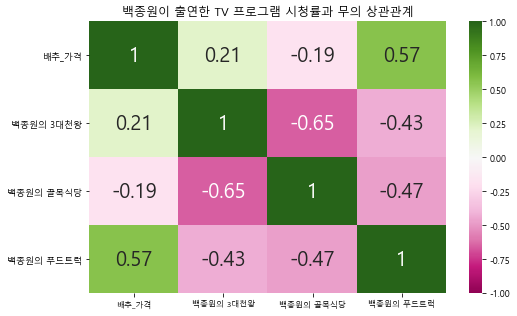 백종원이 출연한 TV 프로그램 시청률과 무의 상관관계
배추_가격 1 0.21 -0.19 0.57
백종원의 3대천왕 0.21 1 -0.65 -0.43
백종원의 골목식당 -0.19 -0.65 1 -0.47
백종원의 푸드트럭 0.57 -0.43 -0.47 1
배추_가격 백종원의 3대천왕 백종원의 골목식당 백종원의 푸드트럭
1.00
0.75
0.50
0.25
0.00
-0.25
-0.50
-0.75
-1.00